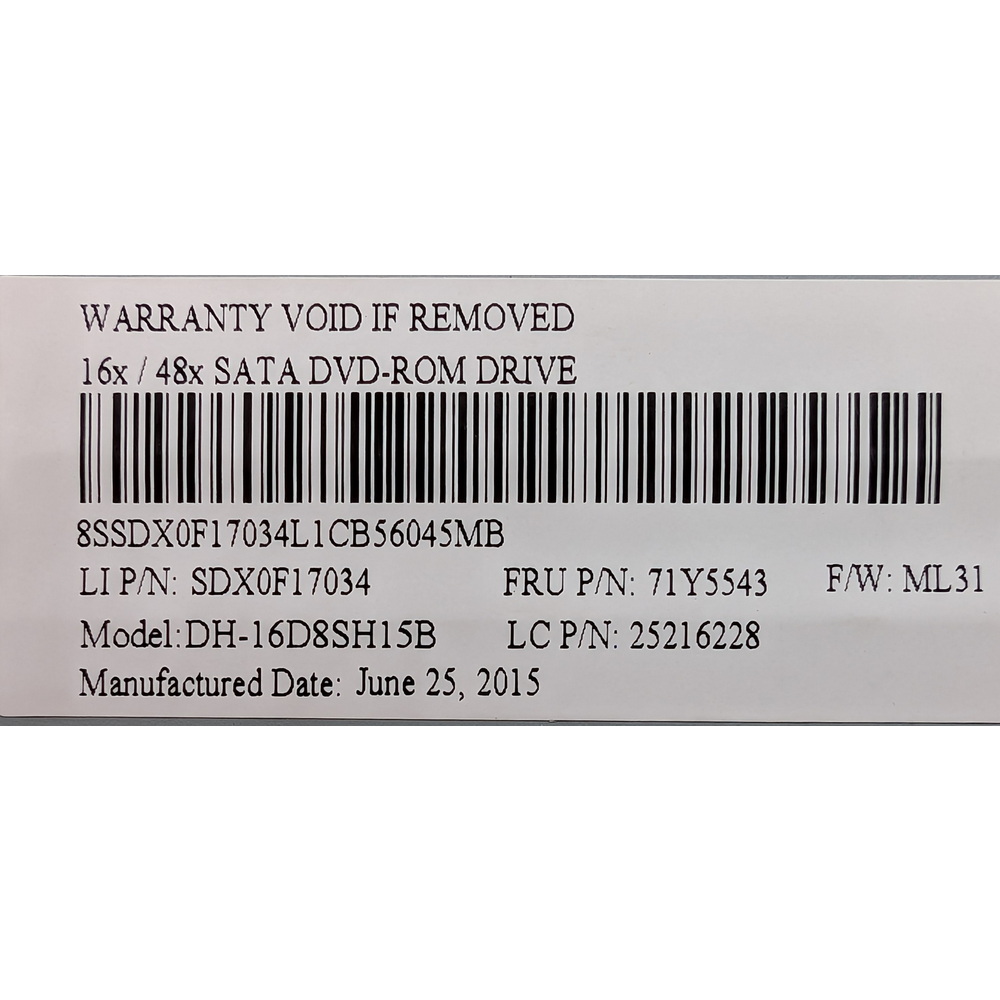 WARRANTY VOID IF REMOVED
16x / 48x SATA DVD-ROM DRIVE
8SSDX0F17034L1CB56045MB
LI P/N: SDX0F17034 FRU P/N: 71Y5543 F/W: ML31
Model:DH-16D8SH15B LC P/N: 25216228
Manufactured Date: June 25, 2015